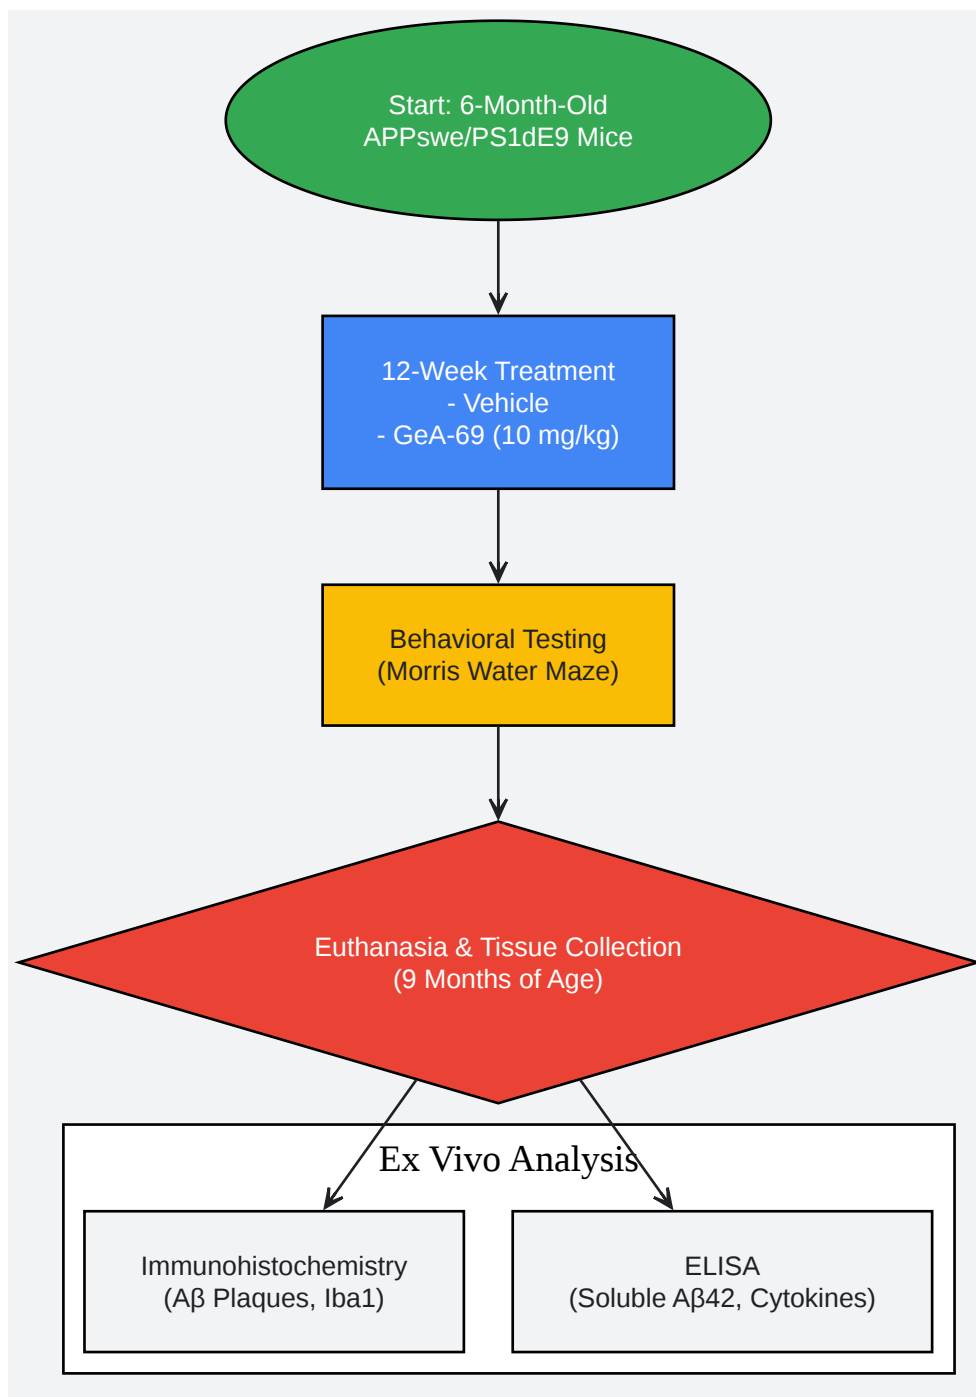 Start: 6-Month-Old
APPswe/PS1dE9 Mice
12-Week Treatment
- Vehicle
- GeA-69 (10 mg/kg)
Behavioral Testing
(Morris Water Maze)
Euthanasia & Tissue Collection
(9 Months of Age)
Ex Vivo Analysis
Immunohistochemistry
(Aβ Plaques, Iba1)
ELISA
(Soluble Aβ42, Cytokines)